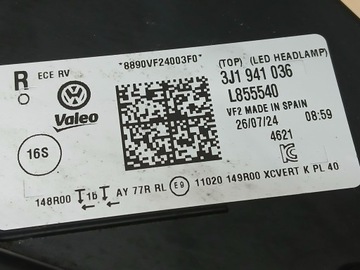 *8890VF24003F0*
R ECE RV
(TOP) (LED HEADLAMP)
3J1 941 036
L855540
VF2 MADE IN SPAIN
26/07/24 08:59
4621
Valeo
16S
148R00 16 AY 77R RL E9 11020 149R00 XCVERT K PL 40